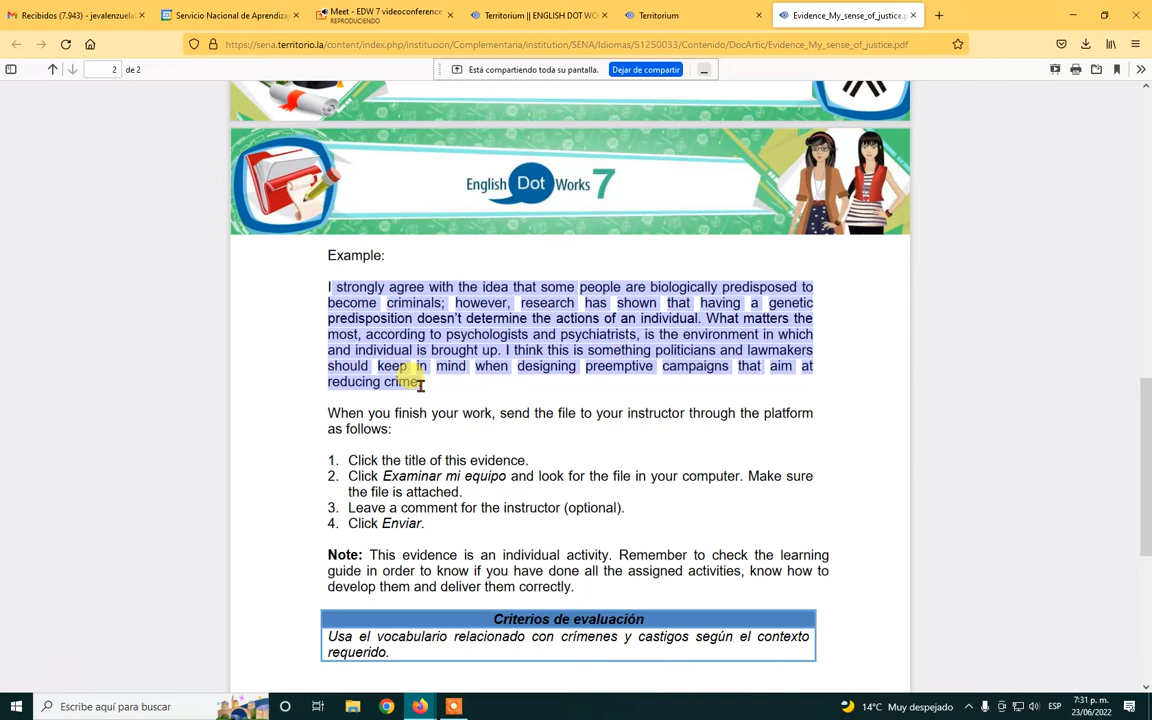 Recibidos (7.943) - jevalenzuela
Servicio Nacional de Aprendizaj
Meet - EDW 7 videoconference
REPRODUCIENDO
Territorium || ENGLISH DOT WO
Territorium
Evidence_My_sense_of_justice.p
https://sena.territorio.la/content/index.php/institucion/Complementaria/institution/SENA/Idiomas/51250033/Contenido/DocArtic/Evidence_My_sense_of_justice.pdf
2 de 2
Está compartiendo toda su pantalla.
Dejar de compartir
English Dot Works 7
Example:
I strongly agree with the idea that some people are biologically predisposed to
become criminals; however, research has shown that having a genetic
predisposition doesn't determine the actions of an individual. What matters the
most, according to psychologists and psychiatrists, is the environment in which
and individual is brought up. I think this is something politicians and lawmakers
should keep in mind when designing preemptive campaigns that aim at
reducing crime.
When you finish your work, send the file to your instructor through the platform
as follows:
1. Click the title of this evidence.
2. Click Examinar mi equipo and look for the file in your computer. Make sure
the file is attached.
3. Leave a comment for the instructor (optional).
4. Click Enviar.
Note: This evidence is an individual activity. Remember to check the learning
guide in order to know if you have done all the assigned activities, know how to
develop them and deliver them correctly.
Criterios de evaluación
Usa el vocabulario relacionado con crímenes y castigos según el contexto
requerido.
Escribe aquí para buscar
14°C Muy despejado
ESP
7:31 p. m.
23/06/2022